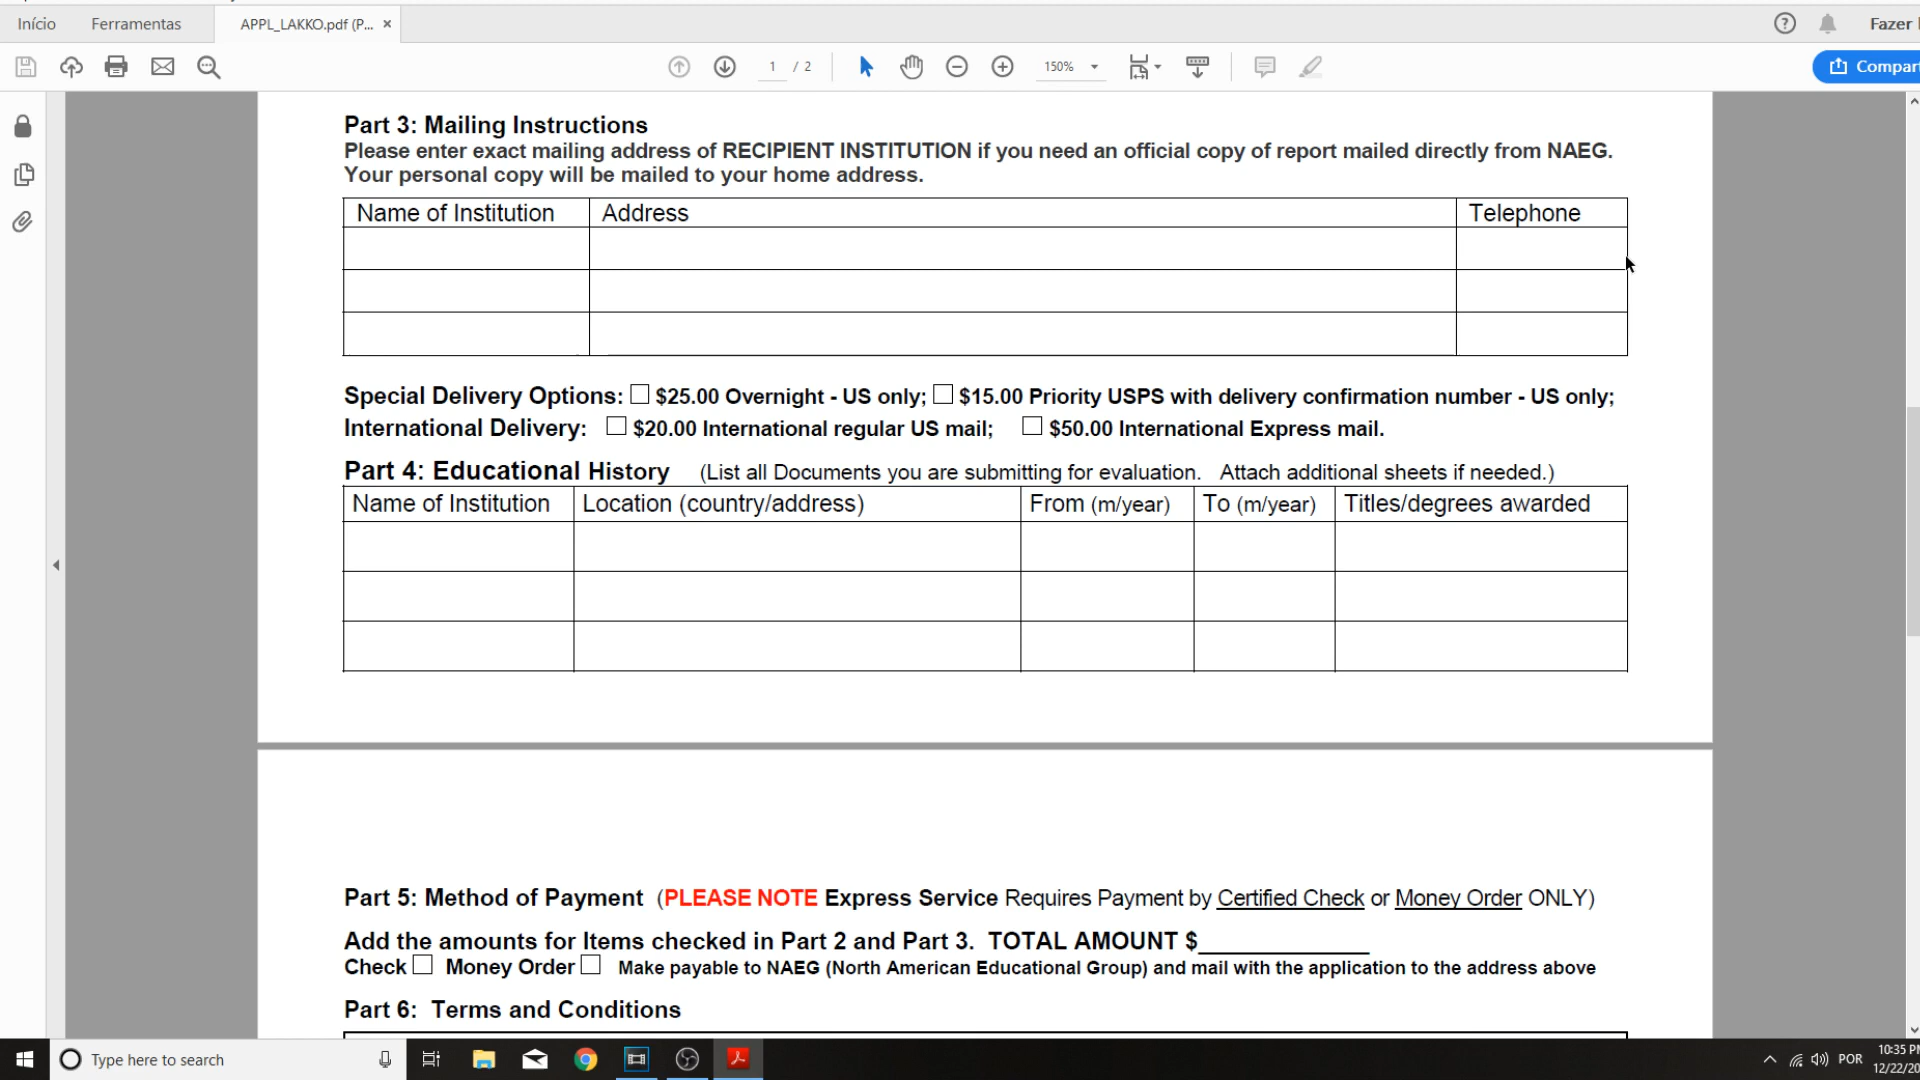 Início Ferramentas APPL_LAKKO.pdf (P... × ? Fazer
1 / 2 150% Compart
Part 3: Mailing Instructions
Please enter exact mailing address of RECIPIENT INSTITUTION if you need an official copy of report mailed directly from NAEG.
Your personal copy will be mailed to your home address.
Name of Institution Address Telephone
Special Delivery Options: $25.00 Overnight - US only; $15.00 Priority USPS with delivery confirmation number - US only;
International Delivery: $20.00 International regular US mail; $50.00 International Express mail.
Part 4: Educational History (List all Documents you are submitting for evaluation. Attach additional sheets if needed.)
Name of Institution Location (country/address) From (m/year) To (m/year) Titles/degrees awarded
Part 5: Method of Payment (PLEASE NOTE Express Service Requires Payment by Certified Check or Money Order ONLY)
Add the amounts for Items checked in Part 2 and Part 3. TOTAL AMOUNT $
Check Money Order Make payable to NAEG (North American Educational Group) and mail with the application to the address above
Part 6: Terms and Conditions
Type here to search POR 10:35 PM
12/22/20